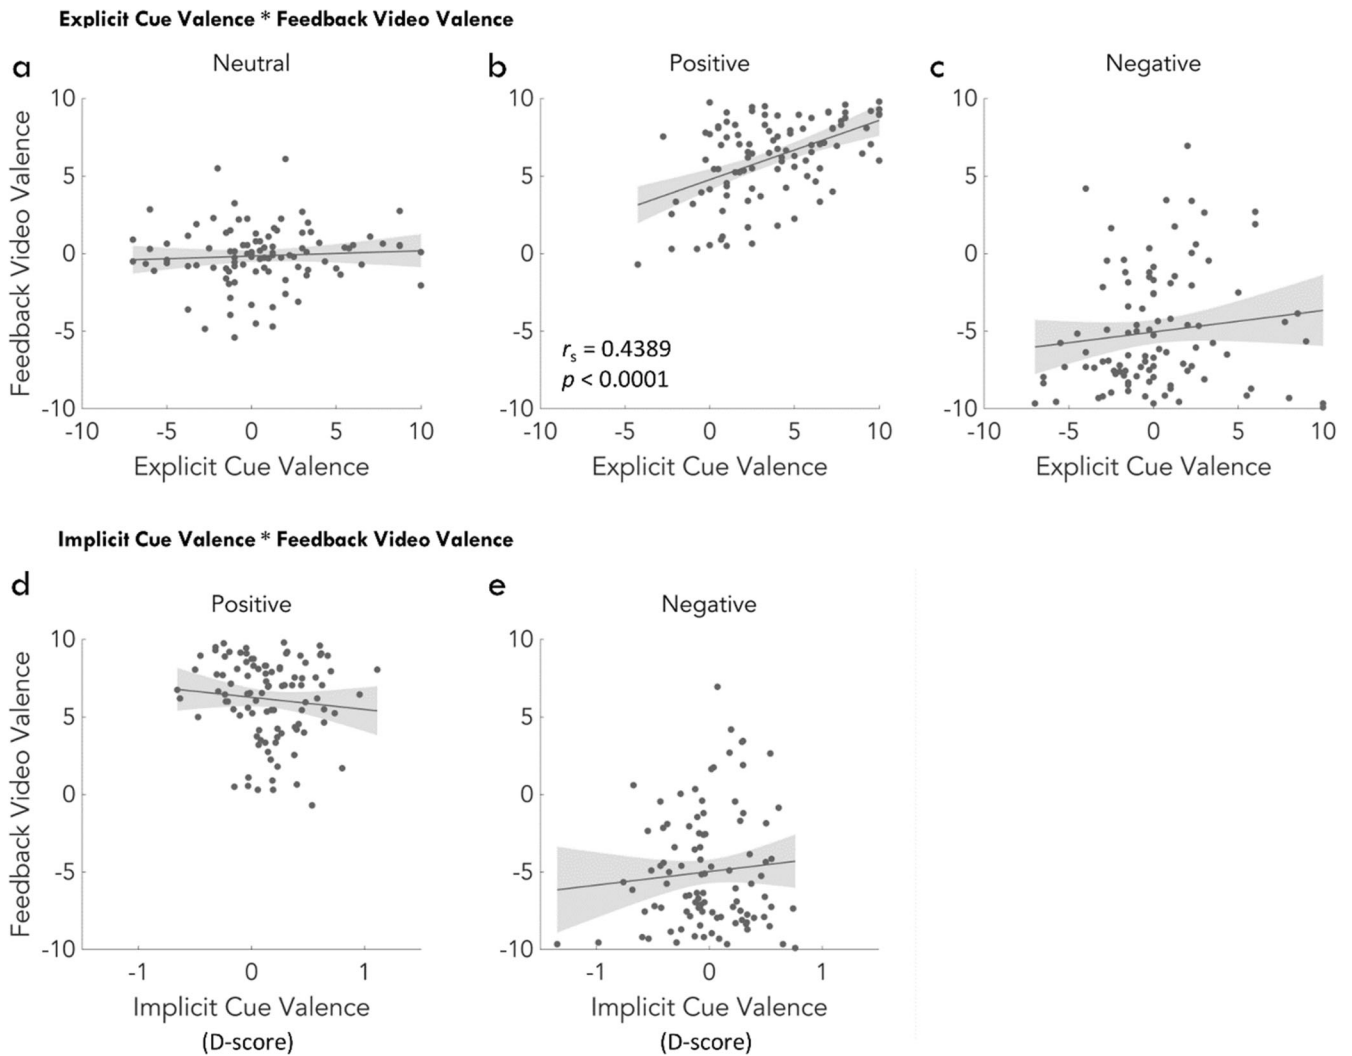 Explicit Cue Valence * Feedback Video Valence
a Neutral
b Positive
c Negative
Feedback Video Valence
10
5
0
-5
-10
-10 -5 0 5 10
Explicit Cue Valence
10
5
0
-5
-10
rs = 0.4389
p < 0.0001
-10 -5 0 5 10
Explicit Cue Valence
10
5
0
-5
-10
-10 -5 0 5 10
Explicit Cue Valence
Implicit Cue Valence * Feedback Video Valence
d Positive
e Negative
Feedback Video Valence
10
5
0
-5
-10
-1 0 1
Implicit Cue Valence
(D-score)
10
5
0
-5
-10
-1 0 1
Implicit Cue Valence
(D-score)